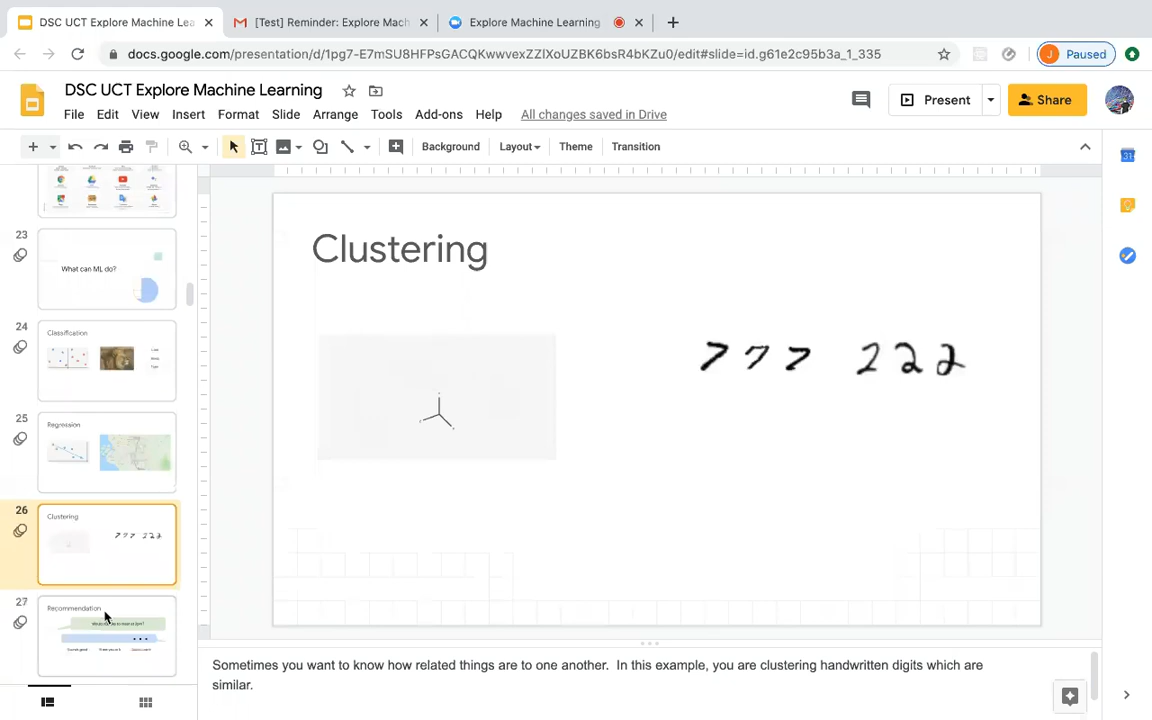 DSC UCT Explore Machine Lea
[Test] Reminder: Explore Mach
Explore Machine Learning
docs.google.com/presentation/d/1pg7-E7mSU8HFPsGACQKwwvexZZIXoUZBK6bsR4bKZu0/edit#slide=id.g61e2c95b3a_1_335
J Paused
DSC UCT Explore Machine Learning
File Edit View Insert Format Slide Arrange Tools Add-ons Help All changes saved in Drive
Present
Share
Background Layout Theme Transition
31
23
What can ML do?
24
Classification
25
Regression
26
Clustering
777 222
27
Recommendation
Clustering
7 7 7 2 2 2
Sometimes you want to know how related things are to one another. In this example, you are clustering handwritten digits which are
similar.